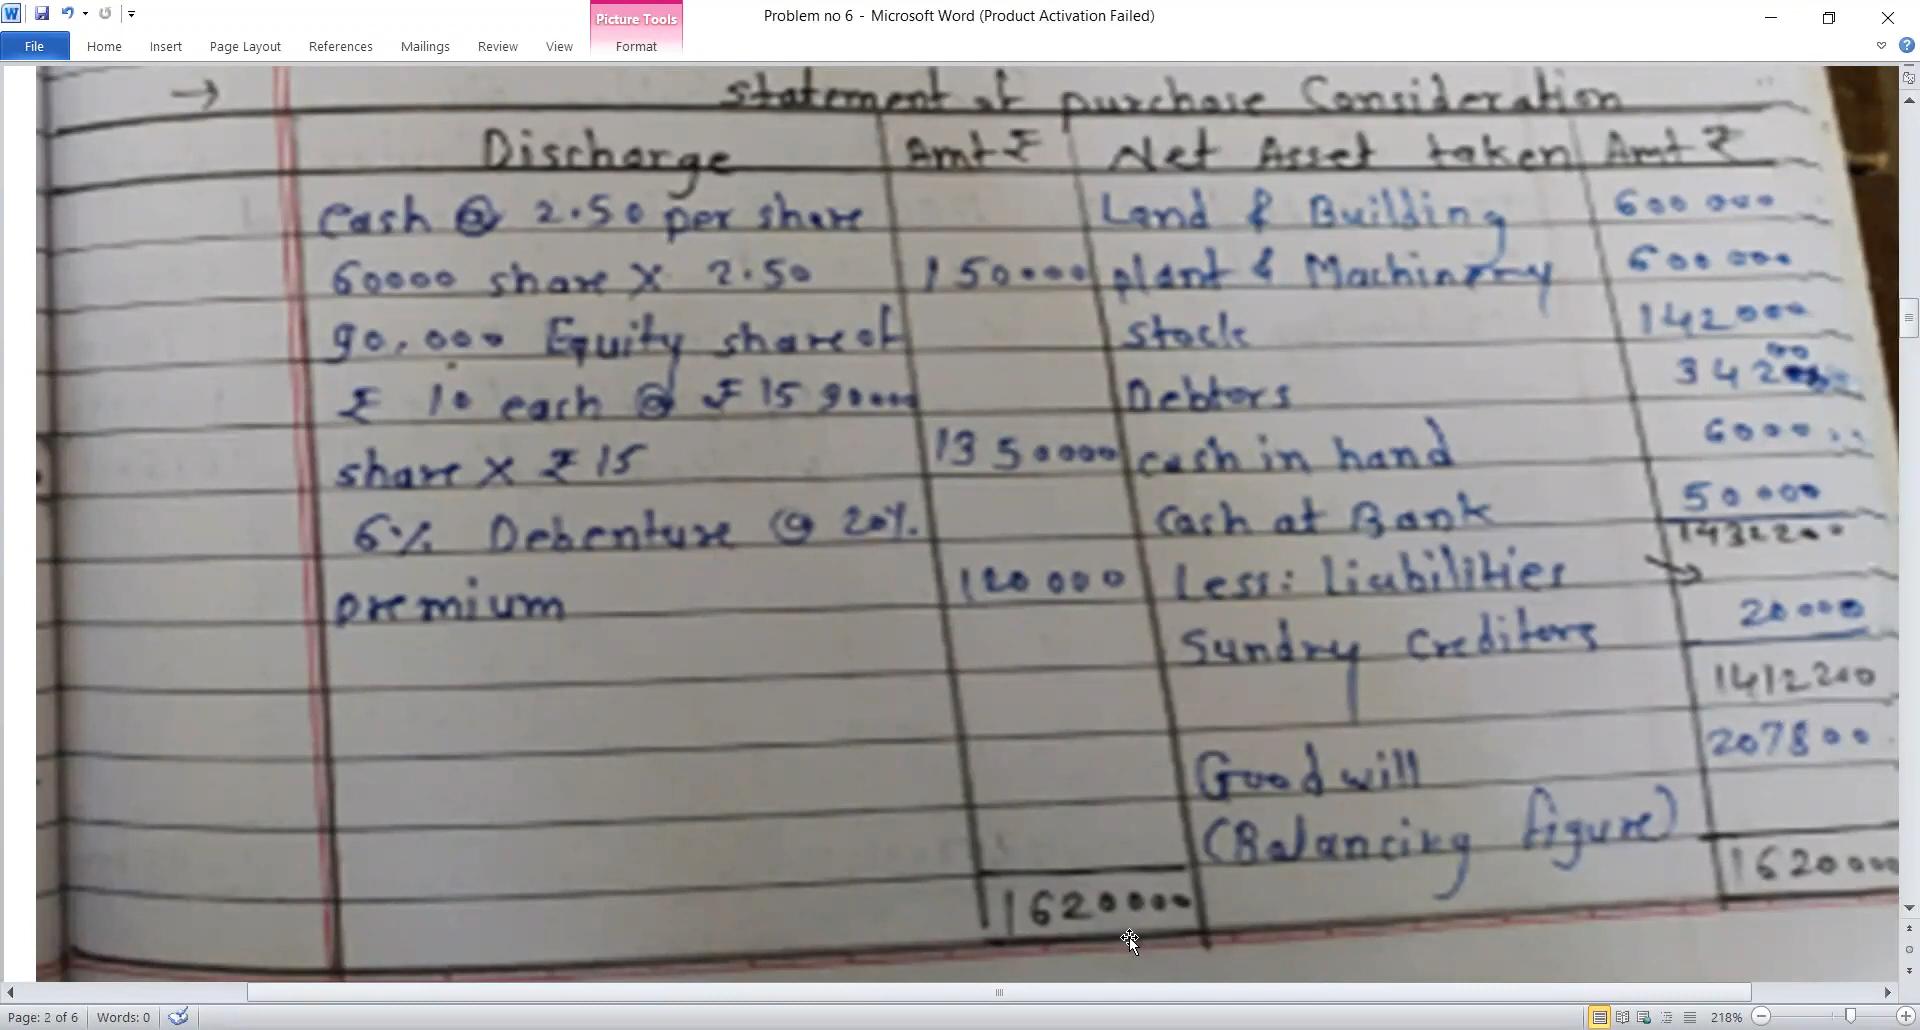 Problem no 6 - Microsoft Word (Product Activation Failed)
Picture Tools
File Home Insert Page Layout References Mailings Review View Format
Statement of purchase Consideration
Discharge Amt ₹ Net Asset taken Amt ₹
Cash @ 2.50 per share Land & Building 600000
60000 share X 2.50 150000 plant & Machinery 600000
90,000 Equity share of Stock 142000
₹ 10 each @ ₹ 15 90000 Debtors 34200
share X ₹ 15 1350000 cash in hand 6000
6% Debenture @ 20% Cash at Bank 50000
1432200
premium 120000 Less: Liabilities
Sundry Creditors 20000
1412200
Goodwill 207800
(Balancing figure)
1620000 1620000
Page: 2 of 6 Words: 0 218%